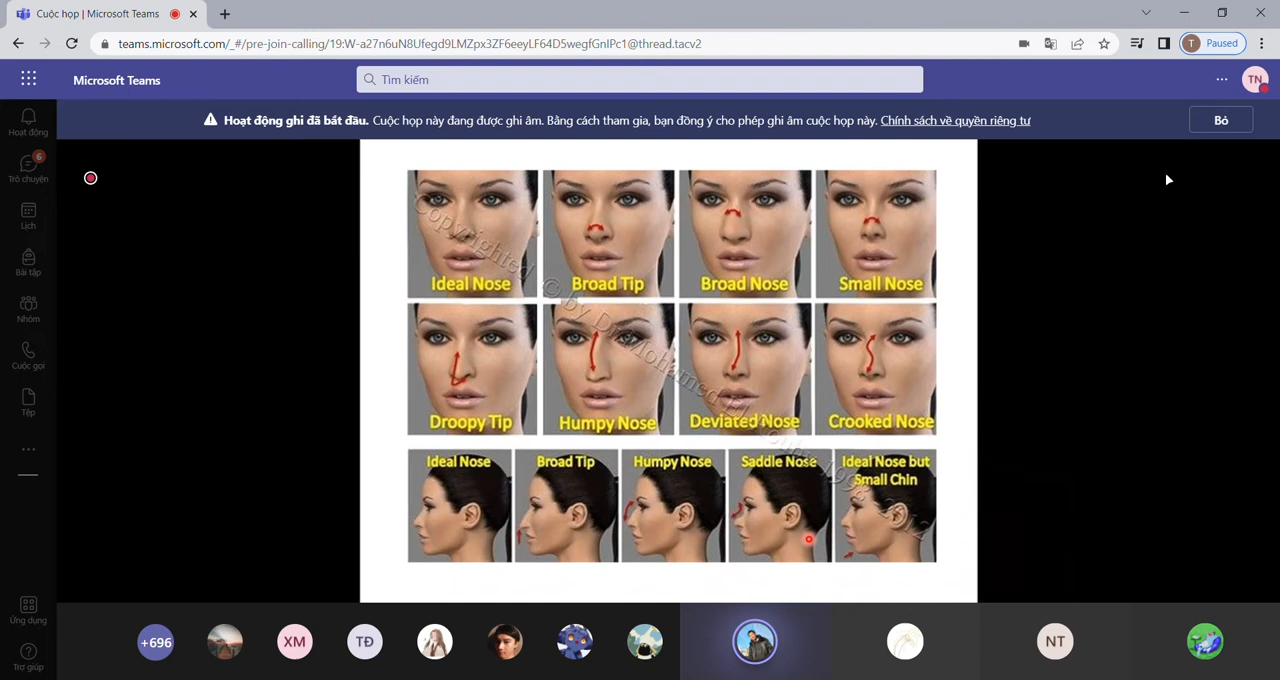 Cuộc họp | Microsoft Teams
teams.microsoft.com/_#/pre-join-calling/19:W-a27n6uN8Ufegd9LMZpx3ZF6eeyLF64D5wegfGnIPc1@thread.tacv2
T Paused
Microsoft Teams
Tìm kiếm
TN
Hoạt động ghi đã bắt đầu. Cuộc họp này đang được ghi âm. Bằng cách tham gia, bạn đồng ý cho phép ghi âm cuộc họp này. Chính sách về quyền riêng tư
Bỏ
Hoạt động
6
Trò chuyện
Lịch
Bài tập
Nhóm
Cuộc gọi
Tệp
Ứng dụng
Trợ giúp
Ideal Nose
Broad Tip
Broad Nose
Small Nose
Droopy Tip
Humpy Nose
Deviated Nose
Crooked Nose
Ideal Nose
Broad Tip
Humpy Nose
Saddle Nose
Ideal Nose but
Small Chin
Copyrighted © by Dr. Mohamed El
+696
XM
TĐ
NT